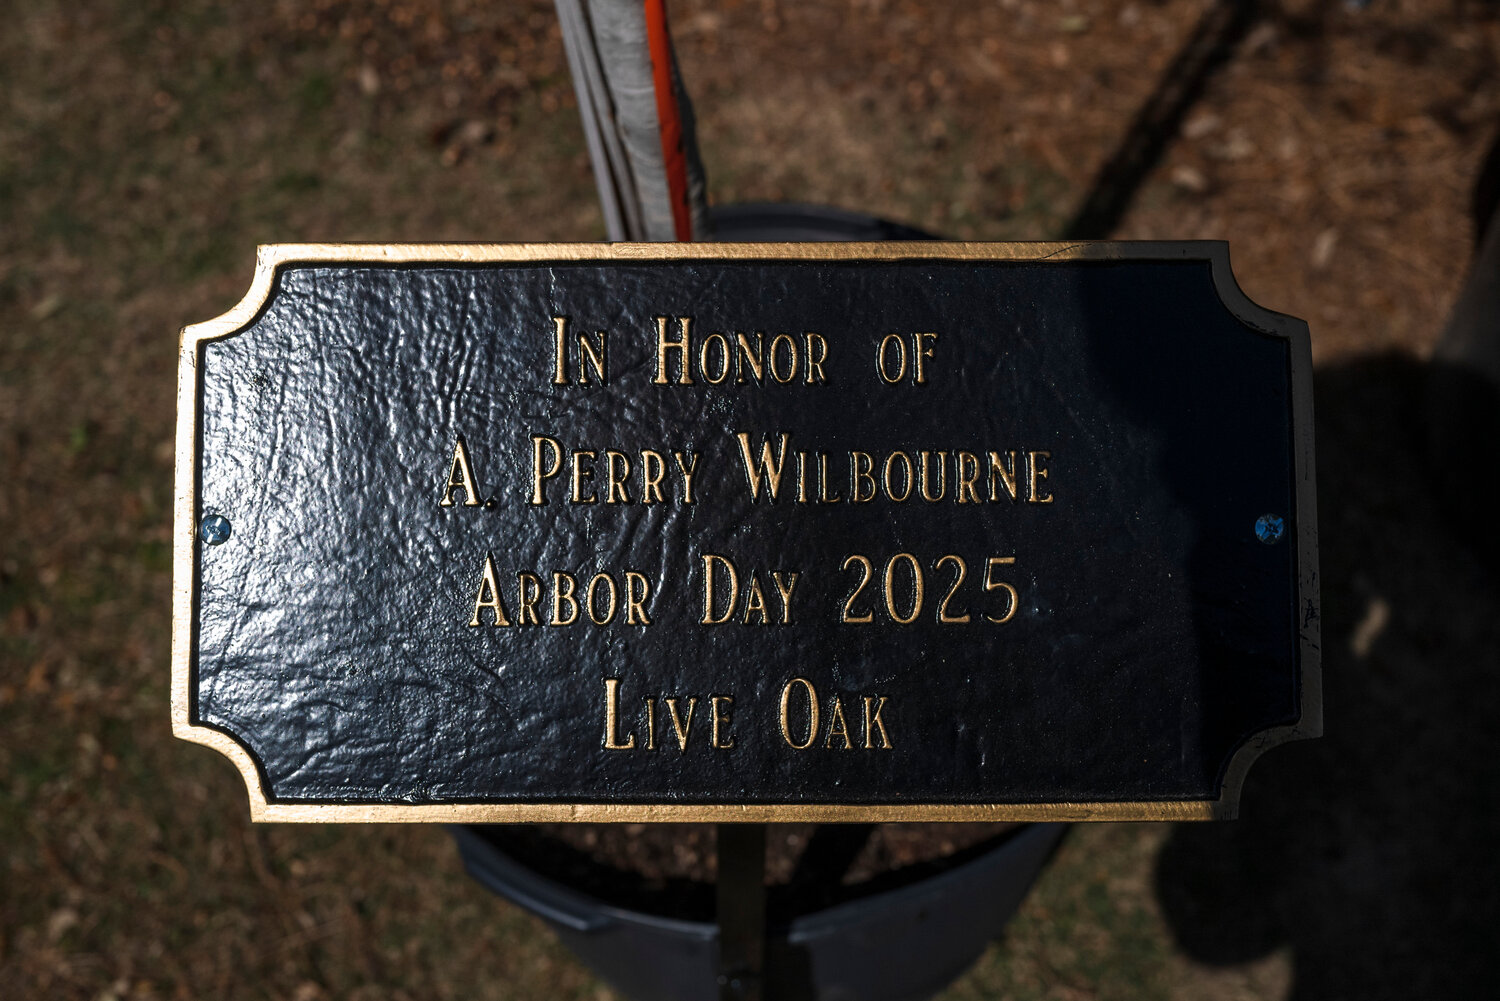 In Honor of
A. Perry Wilbourne
Arbor Day 2025
Live Oak